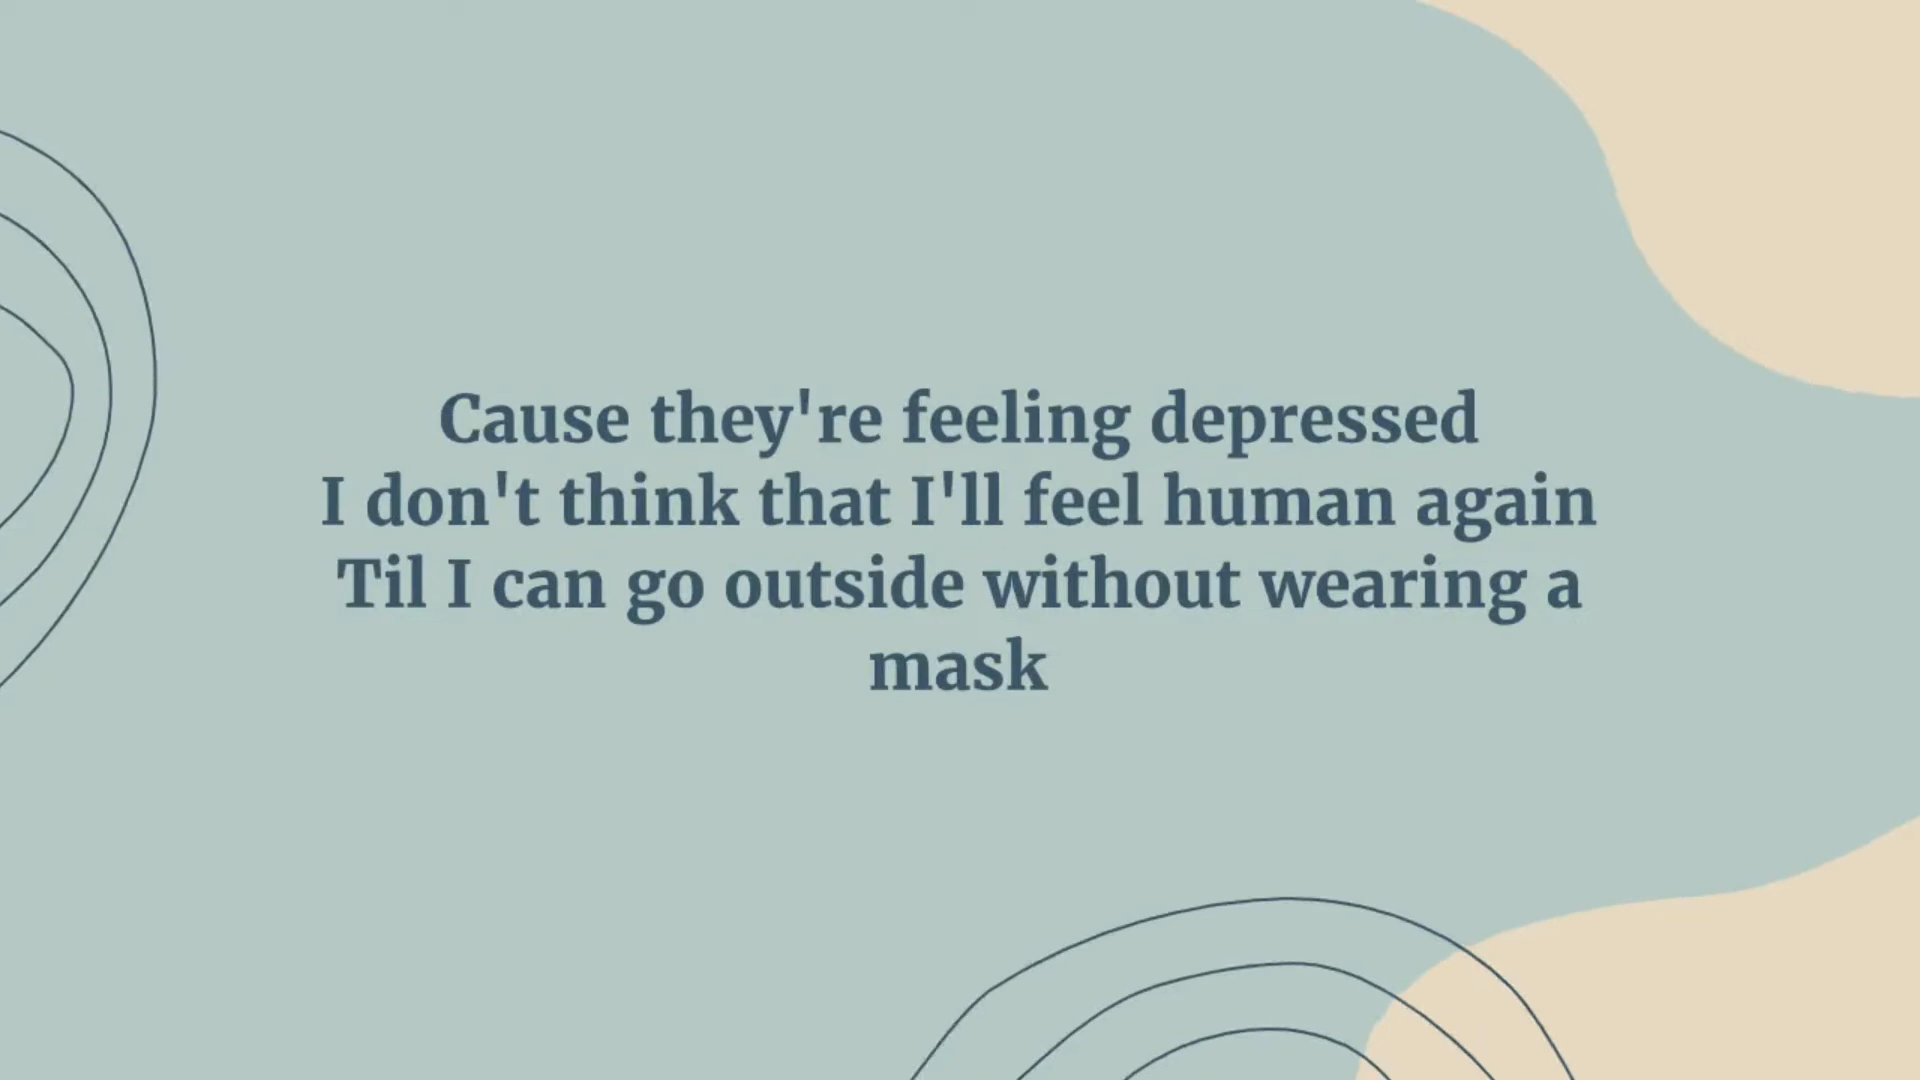 Cause they're feeling depressed
I don't think that I'll feel human again
Til I can go outside without wearing a
mask